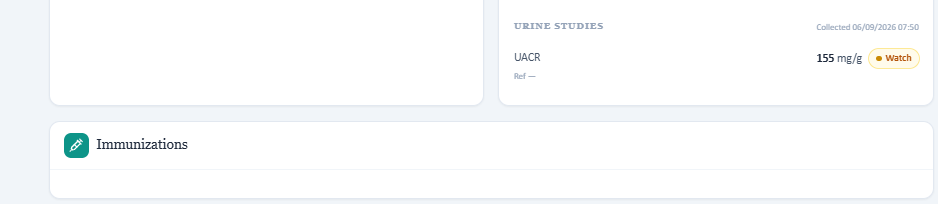 URINE STUDIES
Collected 06/09/2026 07:50
UACR
155 mg/g
Watch
Ref —
Immunizations